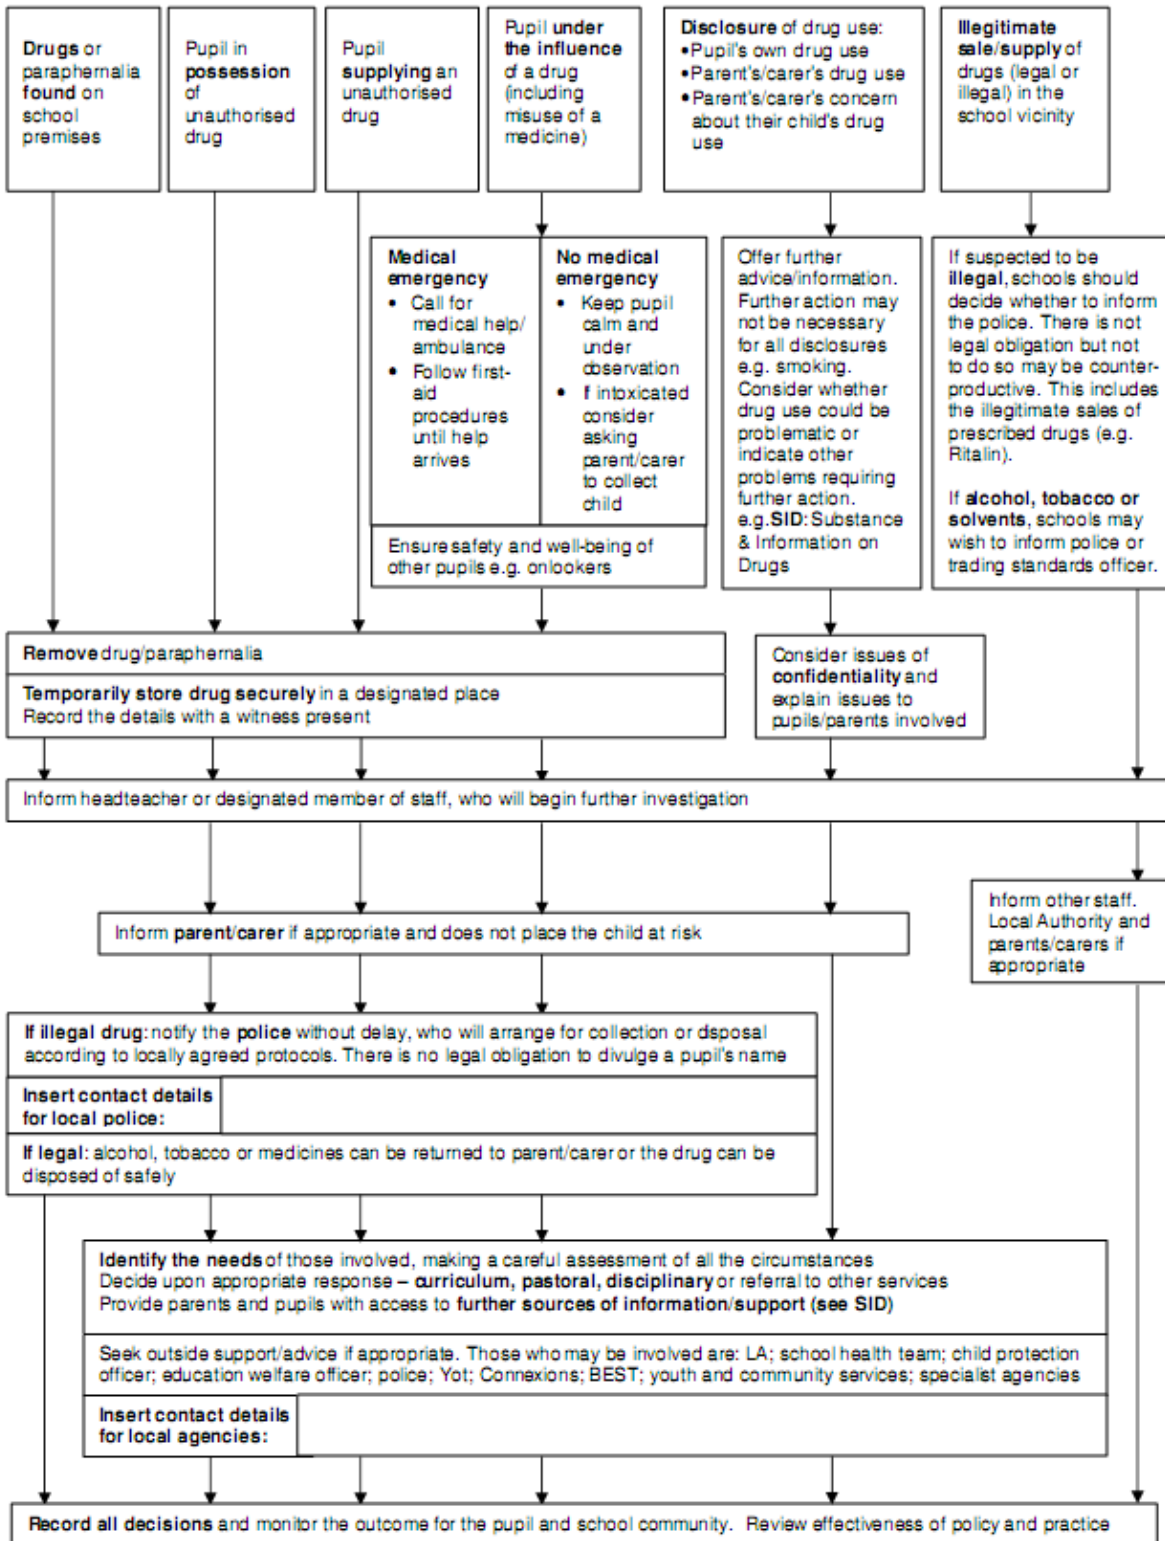 Drugs or
paraphernalia
found on
school
premises
Pupil in
possession
of
unauthorised
drug
Pupil
supplying an
unauthorised
drug
Pupil under
the influence
of a drug
(including
misuse of a
medicine)
Disclosure of drug use:
•Pupil's own drug use
•Parent's/carer's drug use
•Parent's/carer's concern
about their child's drug
use
Illegitimate
sale/supply of
drugs (legal or
illegal) in the
school vicinity
Medical
emergency
• Call for
medical help/
ambulance
• Follow first-
aid
procedures
until help
arrives
No medical
emergency
• Keep pupil
calm and
under
observation
• If intoxicated
consider
asking
parent/carer
to collect
child
Ensure safety and well-being of
other pupils e.g. onlookers
Offer further
advice/information.
Further action may
not be necessary
for all disclosures
e.g. smoking.
Consider whether
drug use could be
problematic or
indicate other
problems requiring
further action.
e.g.SID: Substance
& Information on
Drugs
If suspected to be
illegal, schools should
decide whether to inform
the police. There is not
legal obligation but not
to do so may be counter-
productive. This includes
the illegitimate sales of
prescribed drugs (e.g.
Ritalin).
If alcohol, tobacco or
solvents, schools may
wish to inform police or
trading standards officer.
Remove drug/paraphernalia
Temporarily store drug securely in a designated place
Record the details with a witness present
Consider issues of
confidentiality and
explain issues to
pupils/parents involved
Inform headteacher or designated member of staff, who will begin further investigation
Inform parent/carer if appropriate and does not place the child at risk
Inform other staff.
Local Authority and
parents/carers if
appropriate
If illegal drug: notify the police without delay, who will arrange for collection or disposal
according to locally agreed protocols. There is no legal obligation to divulge a pupil's name
Insert contact details
for local police:
If legal: alcohol, tobacco or medicines can be returned to parent/carer or the drug can be
disposed of safely
Identify the needs of those involved, making a careful assessment of all the circumstances
Decide upon appropriate response – curriculum, pastoral, disciplinary or referral to other services
Provide parents and pupils with access to further sources of information/support (see SID)
Seek outside support/advice if appropriate. Those who may be involved are: LA; school health team; child protection
officer; education welfare officer; police; Yot; Connexions; BEST; youth and community services; specialist agencies
Insert contact details
for local agencies:
Record all decisions and monitor the outcome for the pupil and school community. Review effectiveness of policy and practice